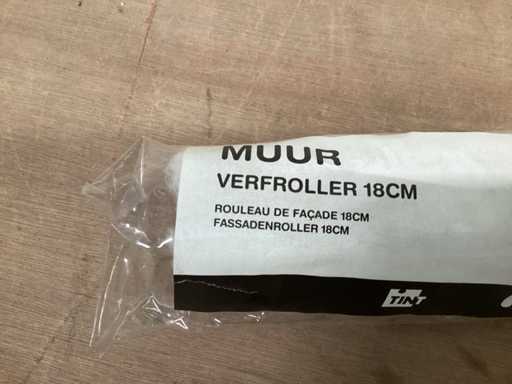 MUUR
VERFROLLER 18CM
ROULEAU DE FAÇADE 18CM
FASSADENROLLER 18CM
TINT